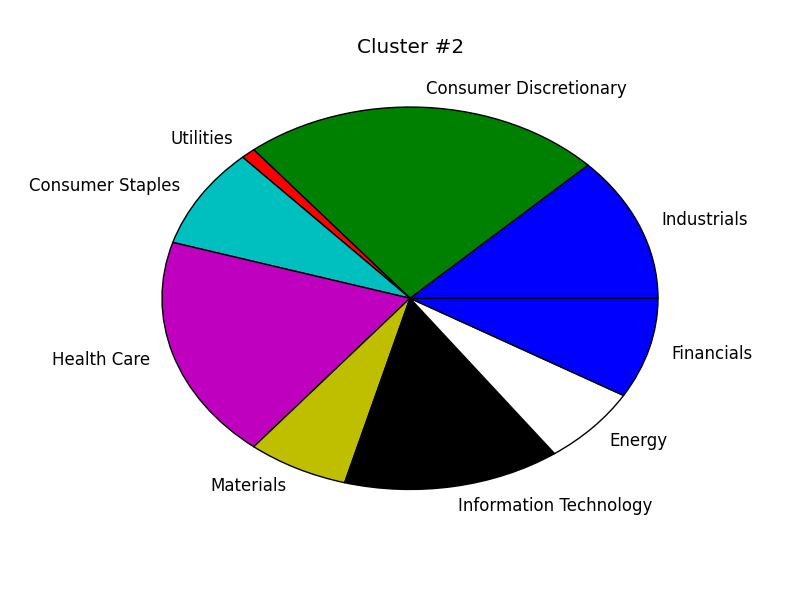 Cluster #2
Consumer Discretionary
Utilities
Consumer Staples
Industrials
Health Care
Financials
Energy
Materials
Information Technology